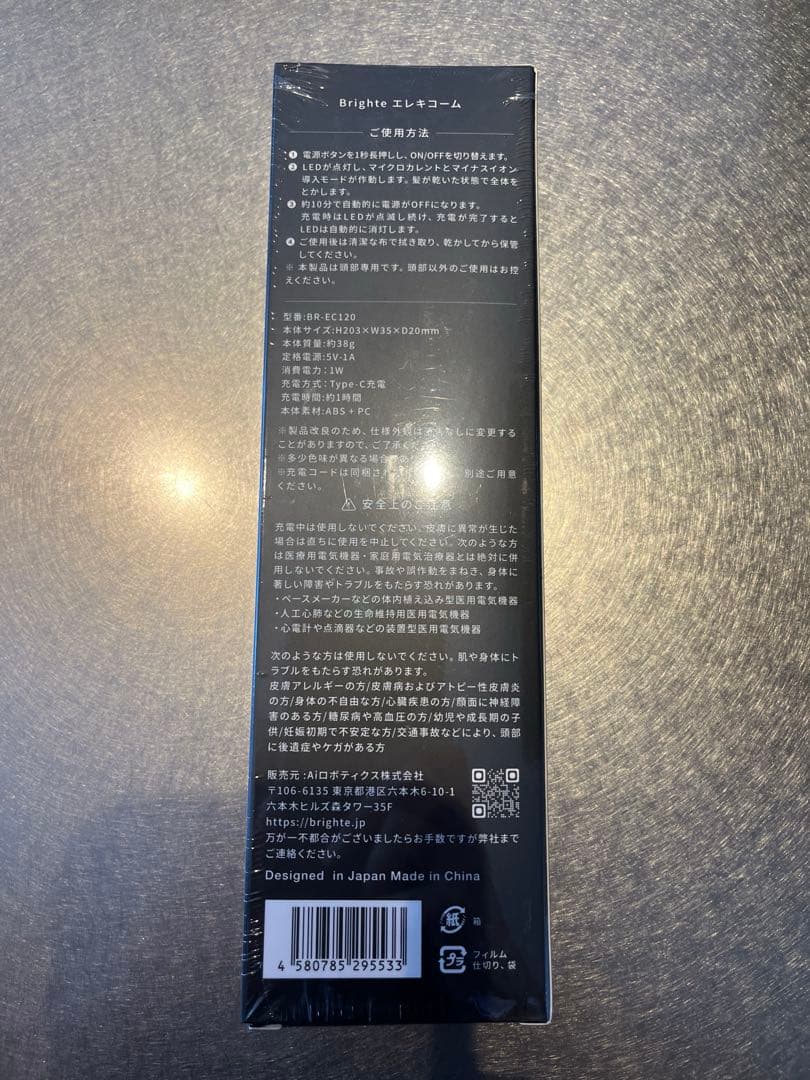 Brighte エレキコーム
ご使用方法
❶ 電源ボタンを1秒長押しし、ON/OFFを切り替えます。
❷ LEDが点灯し、マイクロカレントとマイナスイオン
導入モードが作動します。髪が乾いた状態で全体を
とかします。
❸ 約10分で自動的に電源がOFFになります。
充電時はLEDが点滅し続け、充電が完了すると
LEDは自動的に消灯します。
❹ ご使用後は清潔な布で拭き取り、乾かしてから保管
してください。
※ 本製品は頭部専用です。頭部以外のご使用はお控
えください。
型番:BR-EC120
本体サイズ:H203×W35×D20mm
本体質量:約38g
定格電源:5V-1A
消費電力:1W
充電方式:Type-C充電
充電時間:約1時間
本体素材:ABS+PC
※製品改良のため、仕様外観は なしに変更する
ことがありますので、ご了承くだ
※多少色味が異なる場合
※充電コードは同梱され 別途ご用意
ください。
⚠ 安全上のご注意
充電中は使用しないでください。皮膚に異常が生じた
場合は直ちに使用を中止してください。次のような方
は医療用電気機器・家庭用電気治療器とは絶対に併
用しないでください。事故や誤作動をまねき、身体に
著しい障害やトラブルをもたらす恐れがあります。
・ペースメーカーなどの体内植え込み型医用電気機器
・人工心肺などの生命維持用医用電気機器
・心電計や点滴器などの装置型医用電気機器
次のような方は使用しないでください。肌や身体にト
ラブルをもたらす恐れがあります。
皮膚アレルギーの方/皮膚病およびアトピー性皮膚炎
の方/身体の不自由な方/心臓疾患の方/顔面に神経障
害のある方/糖尿病や高血圧の方/幼児や成長期の子
供/妊娠初期で不安定な方/交通事故などにより、頭部
に後遺症やケガがある方
販売元:Aiロボティクス株式会社
〒106-6135 東京都港区六本木6-10-1
六本木ヒルズ森タワー35F
https://brighte.jp
万が一不都合がございましたらお手数ですが弊社まで
ご連絡ください。
Designed in Japan Made in China
4 580785 295533
紙 箱
プラ フィルム
仕切り、袋